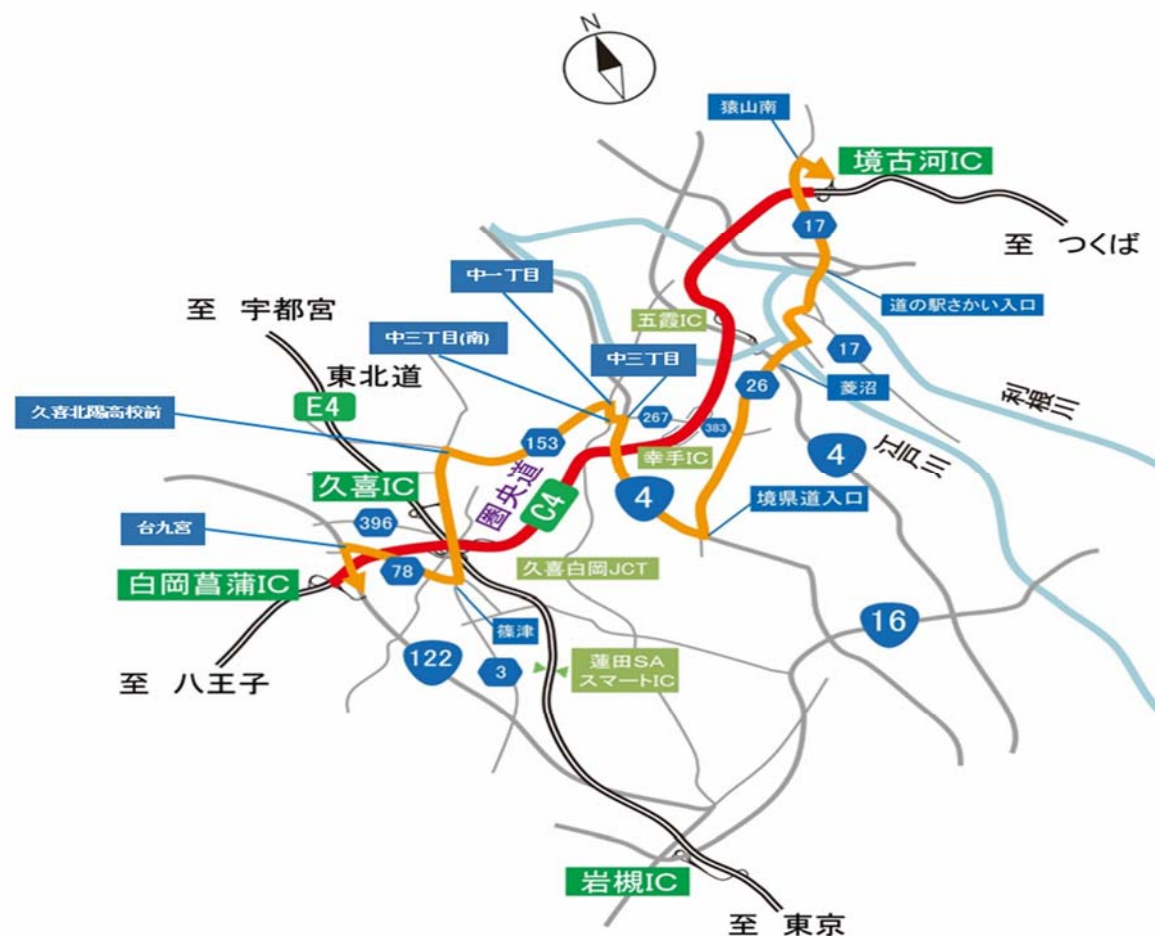 N
猿山南
境古河IC
17
至 つくば
中一丁目
至 宇都宮
五霞IC
道の駅さかい入口
中三丁目(南)
中三丁目
17
東北道
26
菱沼
利根川
久喜北陽高校前
E4
267
383
153
幸手IC
4
江戸川
久喜IC
圏央道
C4
4
境県道入口
396
台九宮
久喜白岡JCT
白岡菖蒲IC
78
16
篠津
122
3
蓮田SA
スマートIC
至 八王子
岩槻IC
至 東京